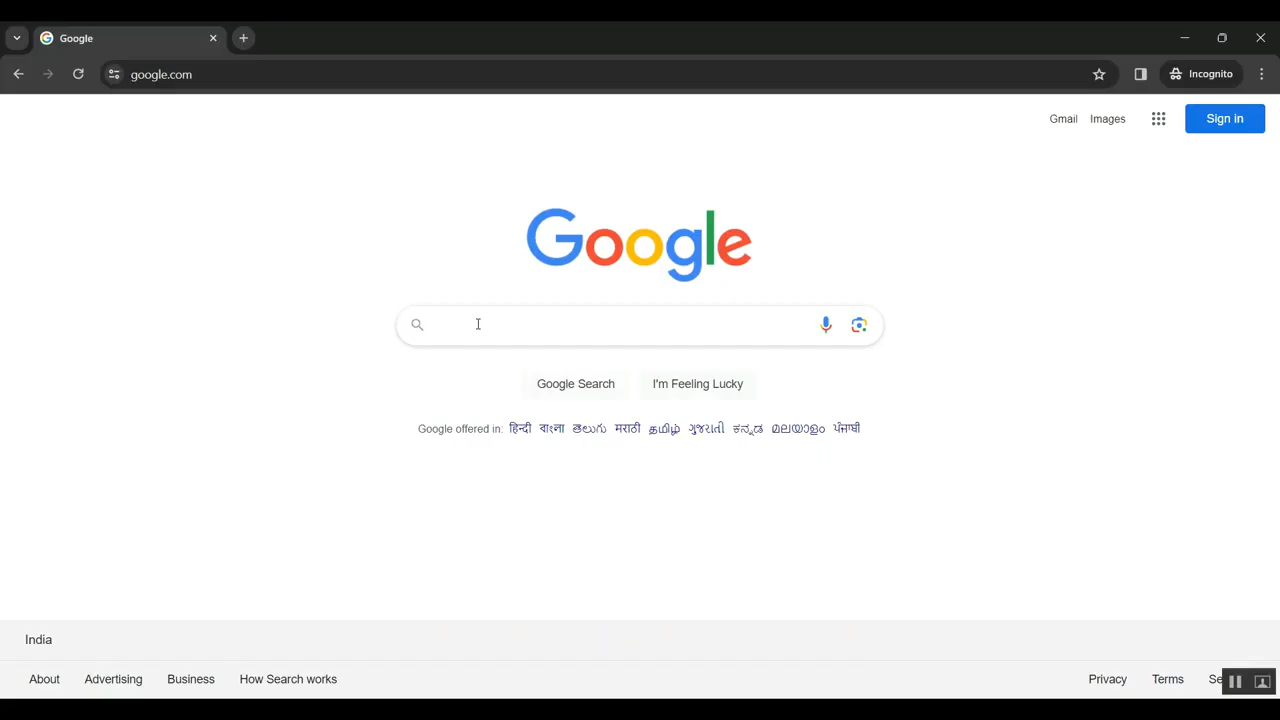 Google
google.com
Incognito
Gmail Images Sign in
Google
Google Search I'm Feeling Lucky
Google offered in: हिन्दी বাংলা తెలుగు मराठी தமிழ் ગુજરાતી ಕನ್ನಡ മലയാളം ਪੰਜਾਬੀ
India
About Advertising Business How Search works Privacy Terms Se